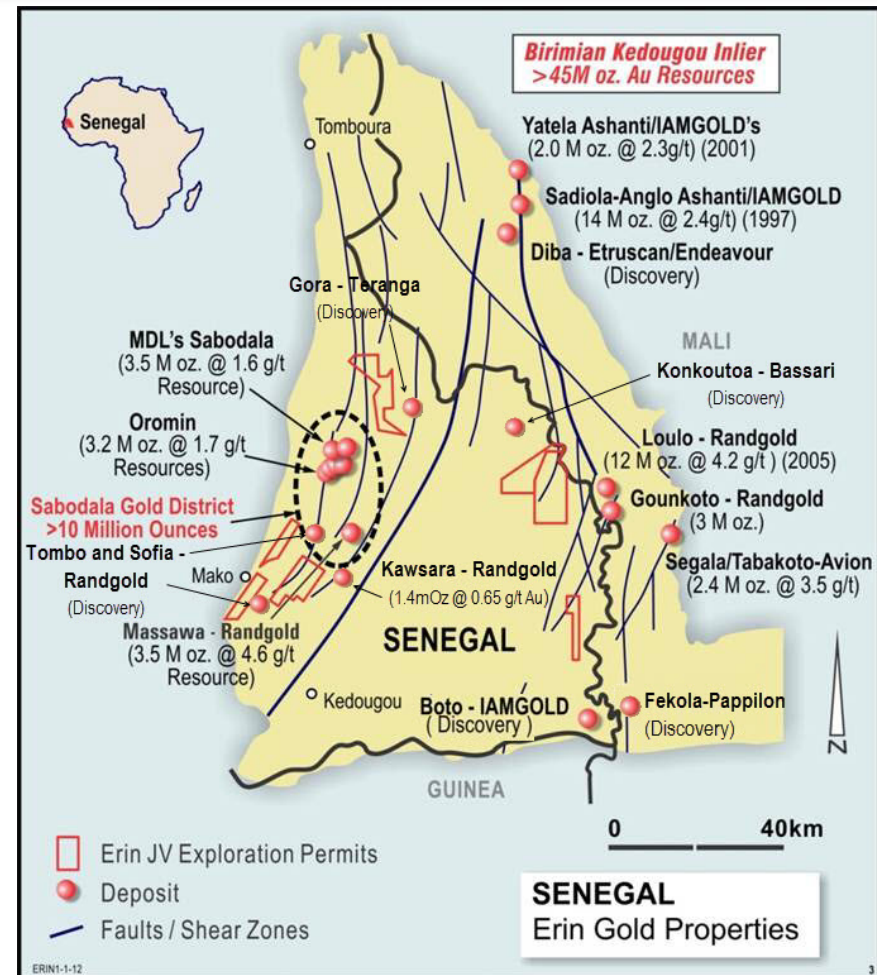 Birimian Kedougou Inlier
>45M oz. Au Resources
Senegal
Tomboura
Yatela Ashanti/IAMGOLD's
(2.0 M oz. @ 2.3g/t) (2001)
Sadiola-Anglo Ashanti/IAMGOLD
(14 M oz. @ 2.4g/t) (1997)
Diba - Etruscan/Endeavour
(Discovery)
Gora - Teranga
(Discovery)
MDL's Sabodala
(3.5 M oz. @ 1.6 g/t
Resource)
MALI
Konkoutoa - Bassari
(Discovery)
Oromin
(3.2 M oz. @ 1.7 g/t
Resources)
Loulo - Randgold
(12 M oz. @ 4.2 g/t ) (2005)
Gounkoto - Randgold
(3 M oz.)
Sabodala Gold District
>10 Million Ounces
Tombo and Sofia -
Randgold
(Discovery)
Mako
Segala/Tabakoto-Avion
(2.4 M oz. @ 3.5 g/t)
Kawsara - Randgold
(1.4mOz @ 0.65 g/t Au)
Massawa - Randgold
(3.5 M oz. @ 4.6 g/t
Resource)
SENEGAL
Kedougou
Boto - IAMGOLD
( Discovery )
Fekola-Pappilon
(Discovery)
N
GUINEA
0 40km
Erin JV Exploration Permits
Deposit
Faults / Shear Zones
SENEGAL
Erin Gold Properties
ERIN1-1-12
3